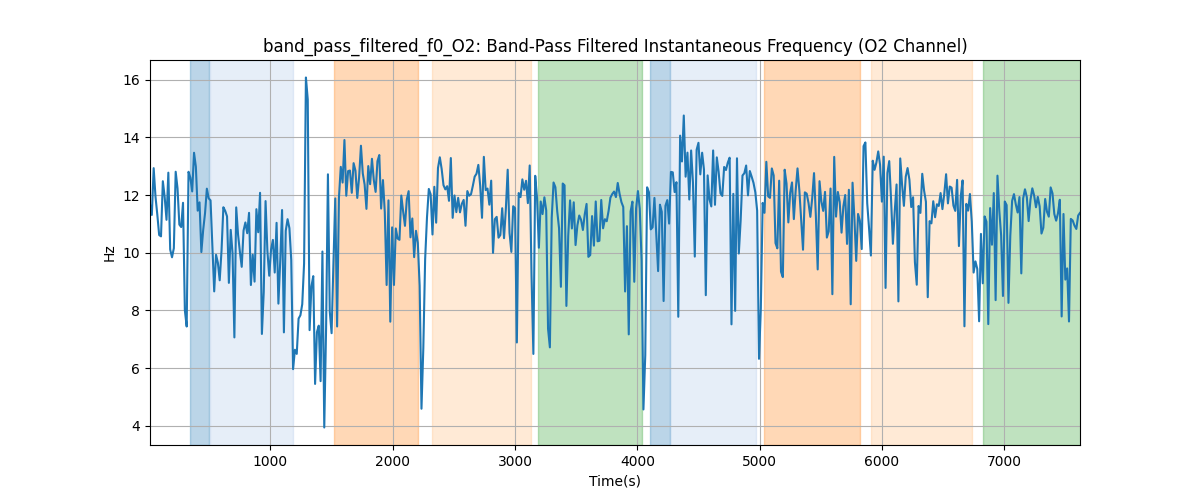 band_pass_filtered_f0_O2: Band-Pass Filtered Instantaneous Frequency (O2 Channel)
16
14
12
10
8
6
4
Hz
1000 2000 3000 4000 5000 6000 7000
Time(s)